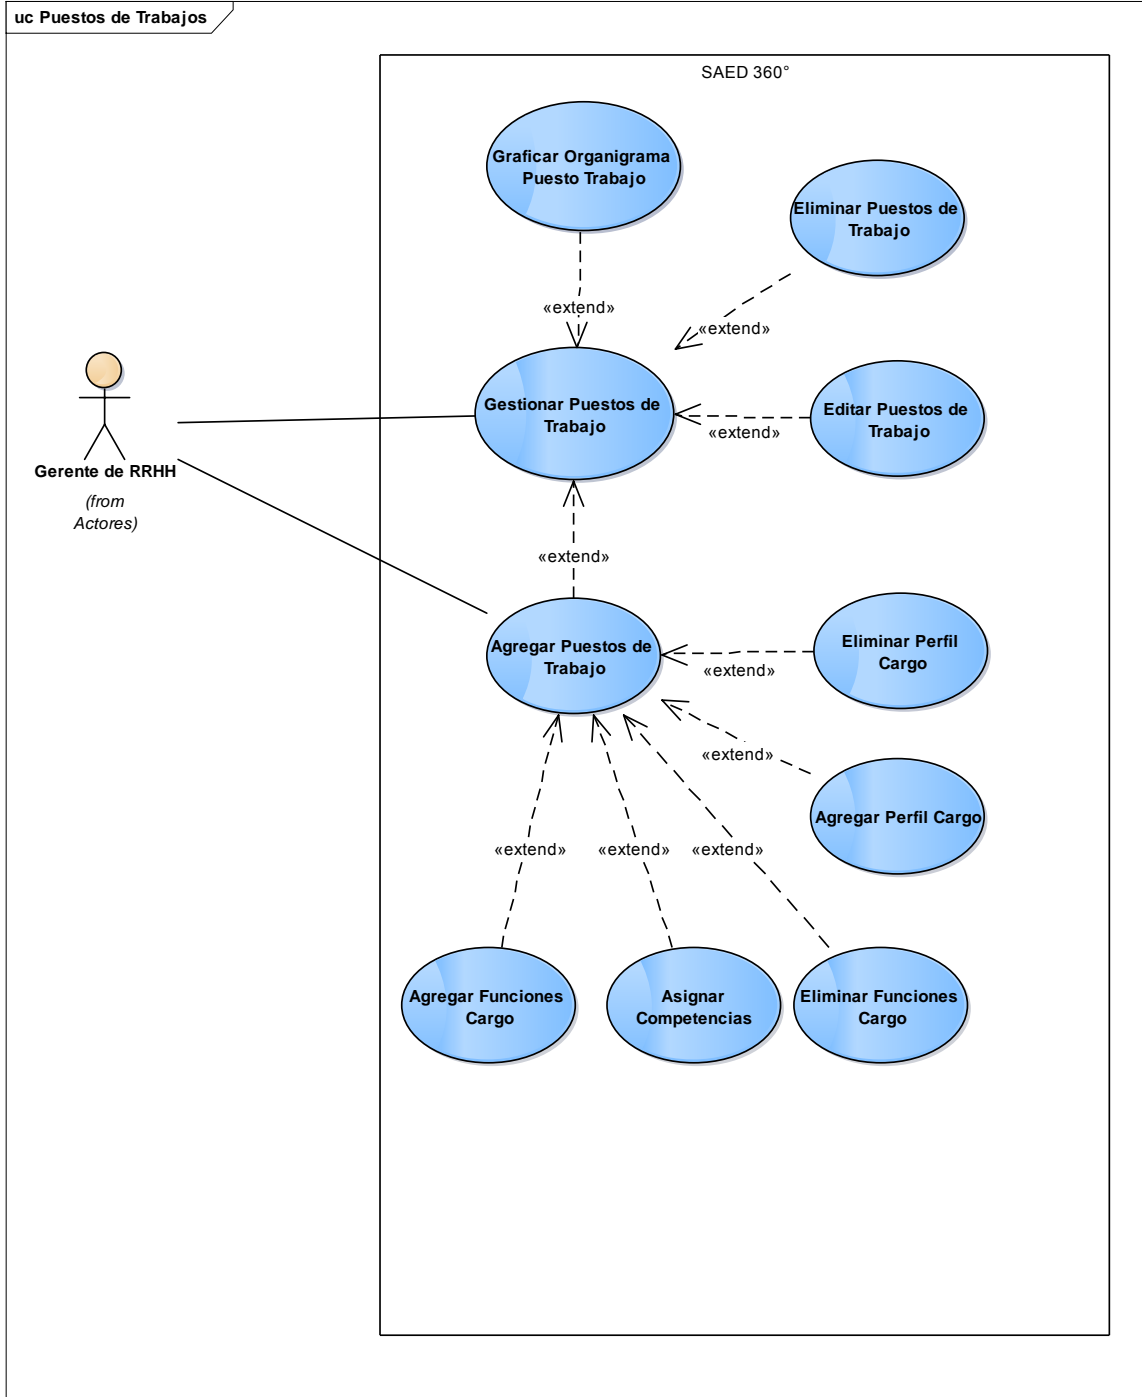 uc Puestos de Trabajos
SAED 360°
Graficar Organigrama
Puesto Trabajo
Eliminar Puestos de
Trabajo
«extend»
«extend»
Gestionar Puestos de
Trabajo
Editar Puestos de
Trabajo
«extend»
Gerente de RRHH
(from
Actores)
«extend»
Agregar Puestos de
Trabajo
Eliminar Perfil
Cargo
«extend»
«extend»
Agregar Perfil Cargo
«extend»
«extend»
«extend»
Agregar Funciones
Cargo
Asignar
Competencias
Eliminar Funciones
Cargo